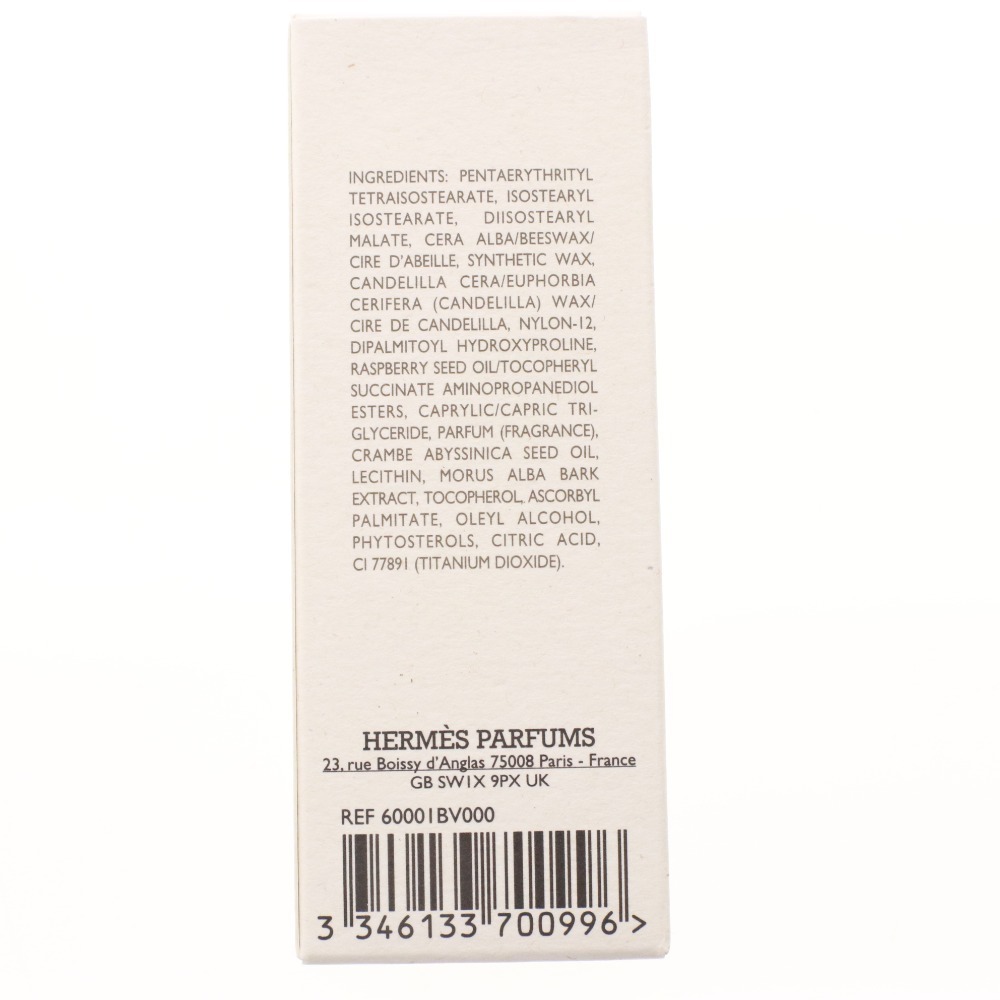 INGREDIENTS: PENTAERYTHRITYL
TETRAISOSTEARATE, ISOSTEARYL
ISOSTEARATE, DIISOSTEARYL
MALATE, CERA ALBA/BEESWAX/
CIRE D'ABEILLE, SYNTHETIC WAX,
CANDELILLA CERA/EUPHORBIA
CERIFERA (CANDELILLA) WAX/
CIRE DE CANDELILLA, NYLON-12,
DIPALMITOYL HYDROXYPROLINE,
RASPBERRY SEED OIL/TOCOPHERYL
SUCCINATE AMINOPROPANEDIOL
ESTERS, CAPRYLIC/CAPRIC TRI-
GLYCERIDE, PARFUM (FRAGRANCE),
CRAMBE ABYSSINICA SEED OIL,
LECITHIN, MORUS ALBA BARK
EXTRACT, TOCOPHEROL, ASCORBYL
PALMITATE, OLEYL ALCOHOL,
PHYTOSTEROLS, CITRIC ACID,
CI 77891 (TITANIUM DIOXIDE).
HERMÈS PARFUMS
23, rue Boissy d'Anglas 75008 Paris - France
GB SW1X 9PX UK
REF 60001BV000
3 346133 700996 >